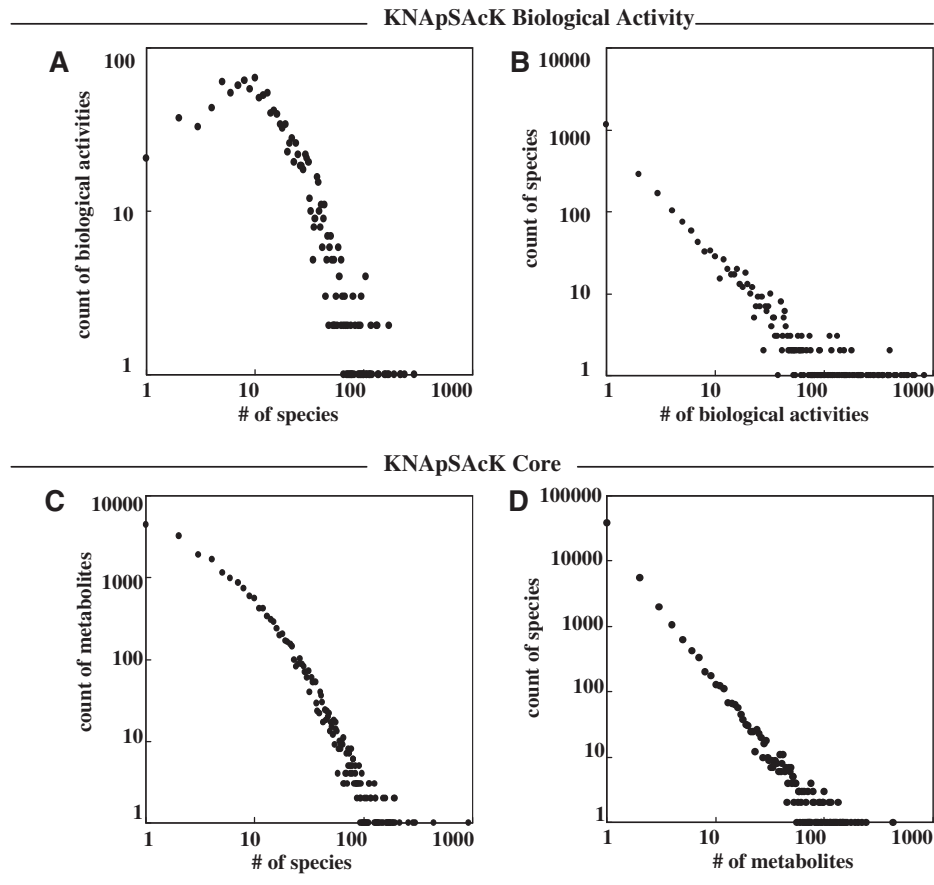 KNApSAcK Biological Activity
A
100
10
1
count of biological activities
1 10 100 1000
# of species
B
10000
1000
100
10
1
count of species
1 10 100 1000
# of biological activities
KNApSAcK Core
C
10000
1000
100
10
1
count of metabolites
1 10 100 1000
# of species
D
100000
10000
1000
100
10
1
count of species
1 10 100 1000
# of metabolites